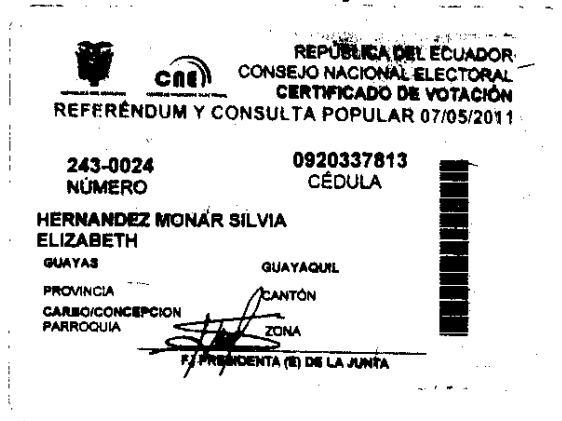 REPÚBLICA DEL ECUADOR
CNE
CONSEJO NACIONAL ELECTORAL
CERTIFICADO DE VOTACIÓN
REFERÉNDUM Y CONSULTA POPULAR 07/05/2011
243-0024
NÚMERO
0920337813
CÉDULA
HERNANDEZ MONAR SILVIA
ELIZABETH
GUAYAS
GUAYAQUIL
PROVINCIA
CANTÓN
CARBO/CONCEPCION
PARROQUIA
ZONA
F.) PRESIDENTA (E) DE LA JUNTA